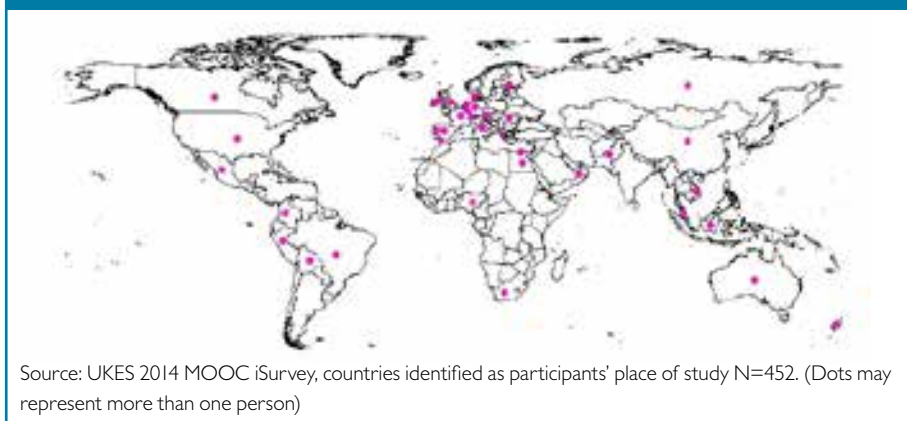 Source: UKES 2014 MOOC iSurvey, countries identified as participants’ place of study N=452. (Dots may
represent more than one person)